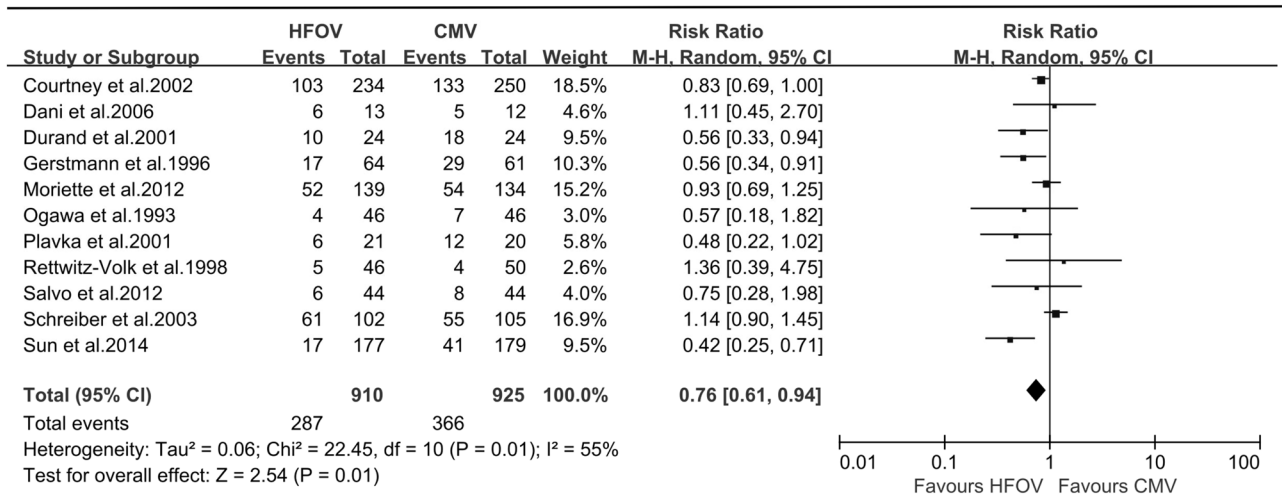 HFOV CMV Risk Ratio Risk Ratio
Study or Subgroup Events Total Events Total Weight M-H, Random, 95% CI M-H, Random, 95% CI
Courtney et al.2002 103 234 133 250 18.5% 0.83 [0.69, 1.00]
Dani et al.2006 6 13 5 12 4.6% 1.11 [0.45, 2.70]
Durand et al.2001 10 24 18 24 9.5% 0.56 [0.33, 0.94]
Gerstmann et al.1996 17 64 29 61 10.3% 0.56 [0.34, 0.91]
Moriette et al.2012 52 139 54 134 15.2% 0.93 [0.69, 1.25]
Ogawa et al.1993 4 46 7 46 3.0% 0.57 [0.18, 1.82]
Plavka et al.2001 6 21 12 20 5.8% 0.48 [0.22, 1.02]
Rettwitz-Volk et al.1998 5 46 4 50 2.6% 1.36 [0.39, 4.75]
Salvo et al.2012 6 44 8 44 4.0% 0.75 [0.28, 1.98]
Schreiber et al.2003 61 102 55 105 16.9% 1.14 [0.90, 1.45]
Sun et al.2014 17 177 41 179 9.5% 0.42 [0.25, 0.71]
Total (95% CI) 910 925 100.0% 0.76 [0.61, 0.94]
Total events 287 366
Heterogeneity: Tau² = 0.06; Chi² = 22.45, df = 10 (P = 0.01); I² = 55%
Test for overall effect: Z = 2.54 (P = 0.01)
0.01 0.1 1 10 100
Favours HFOV Favours CMV